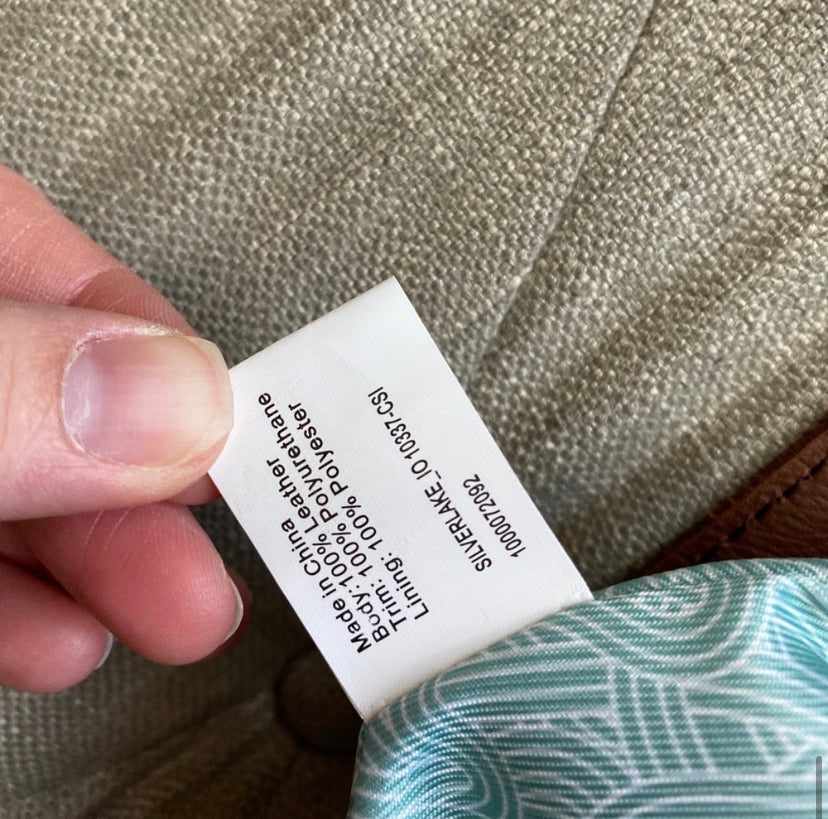 Made in China
Body:100% Leather
Trim: 100% Polyurethane
Lining: 100% Polyester
SILVERLAKE_IO 10337-CSI
1000072092